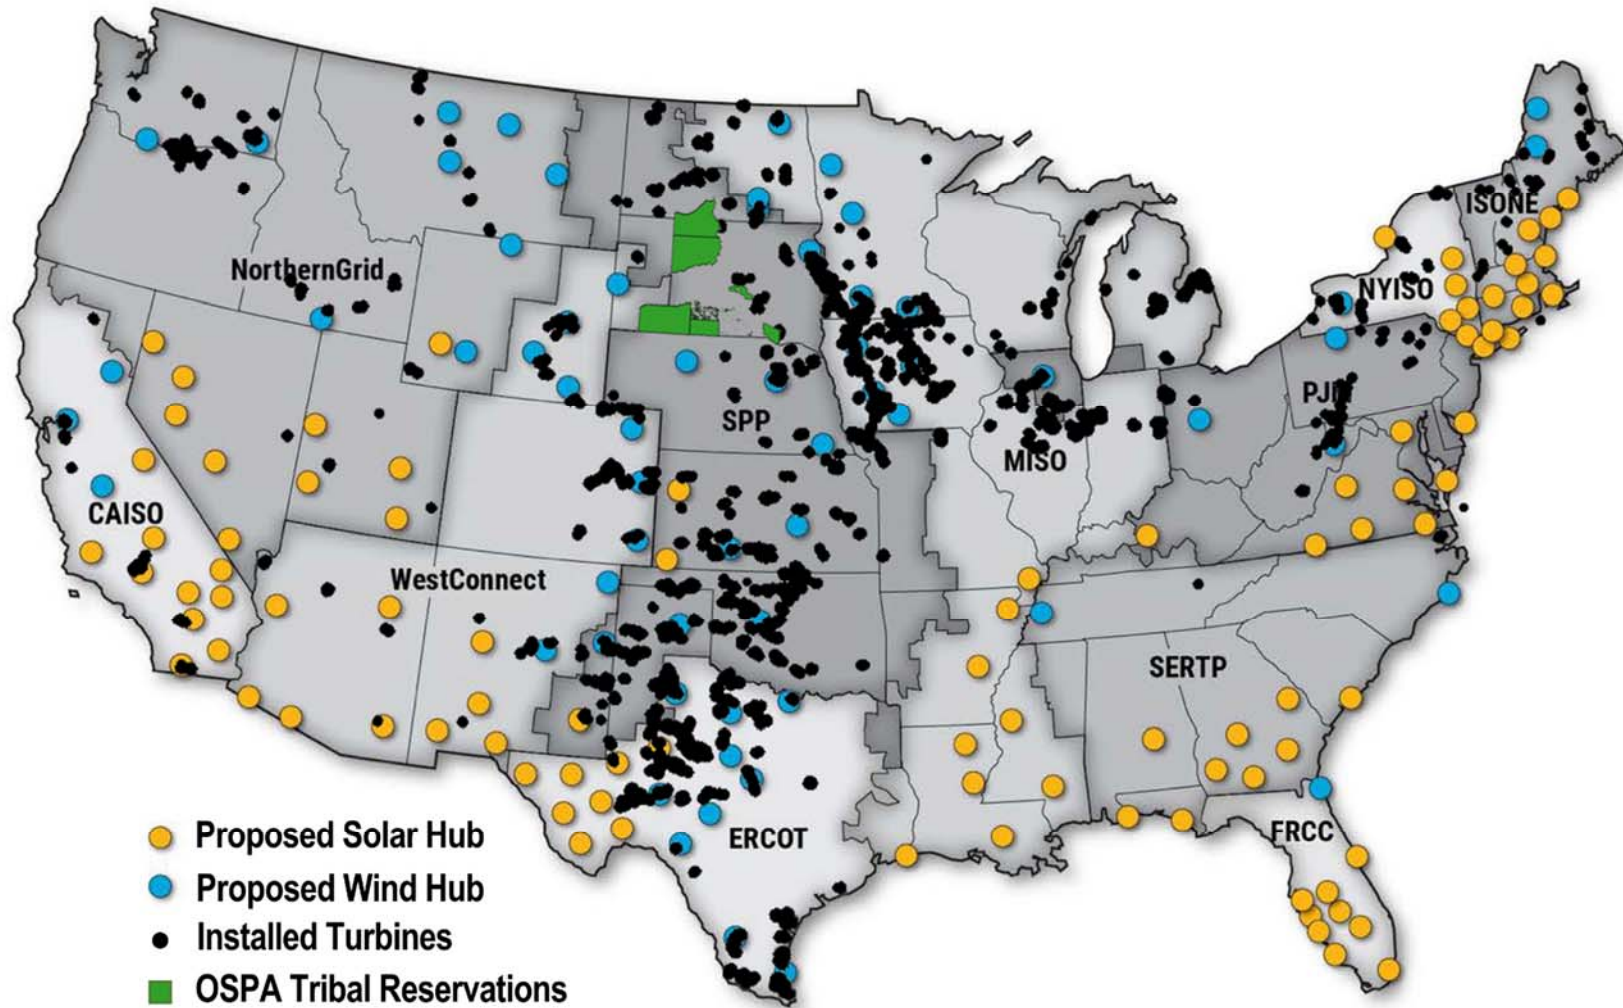 ISONE
NorthernGrid
NYISO
PJM
SPP
MISO
CAISO
WestConnect
SERTP
ERCOT
FRCC
Proposed Solar Hub
Proposed Wind Hub
Installed Turbines
OSPA Tribal Reservations